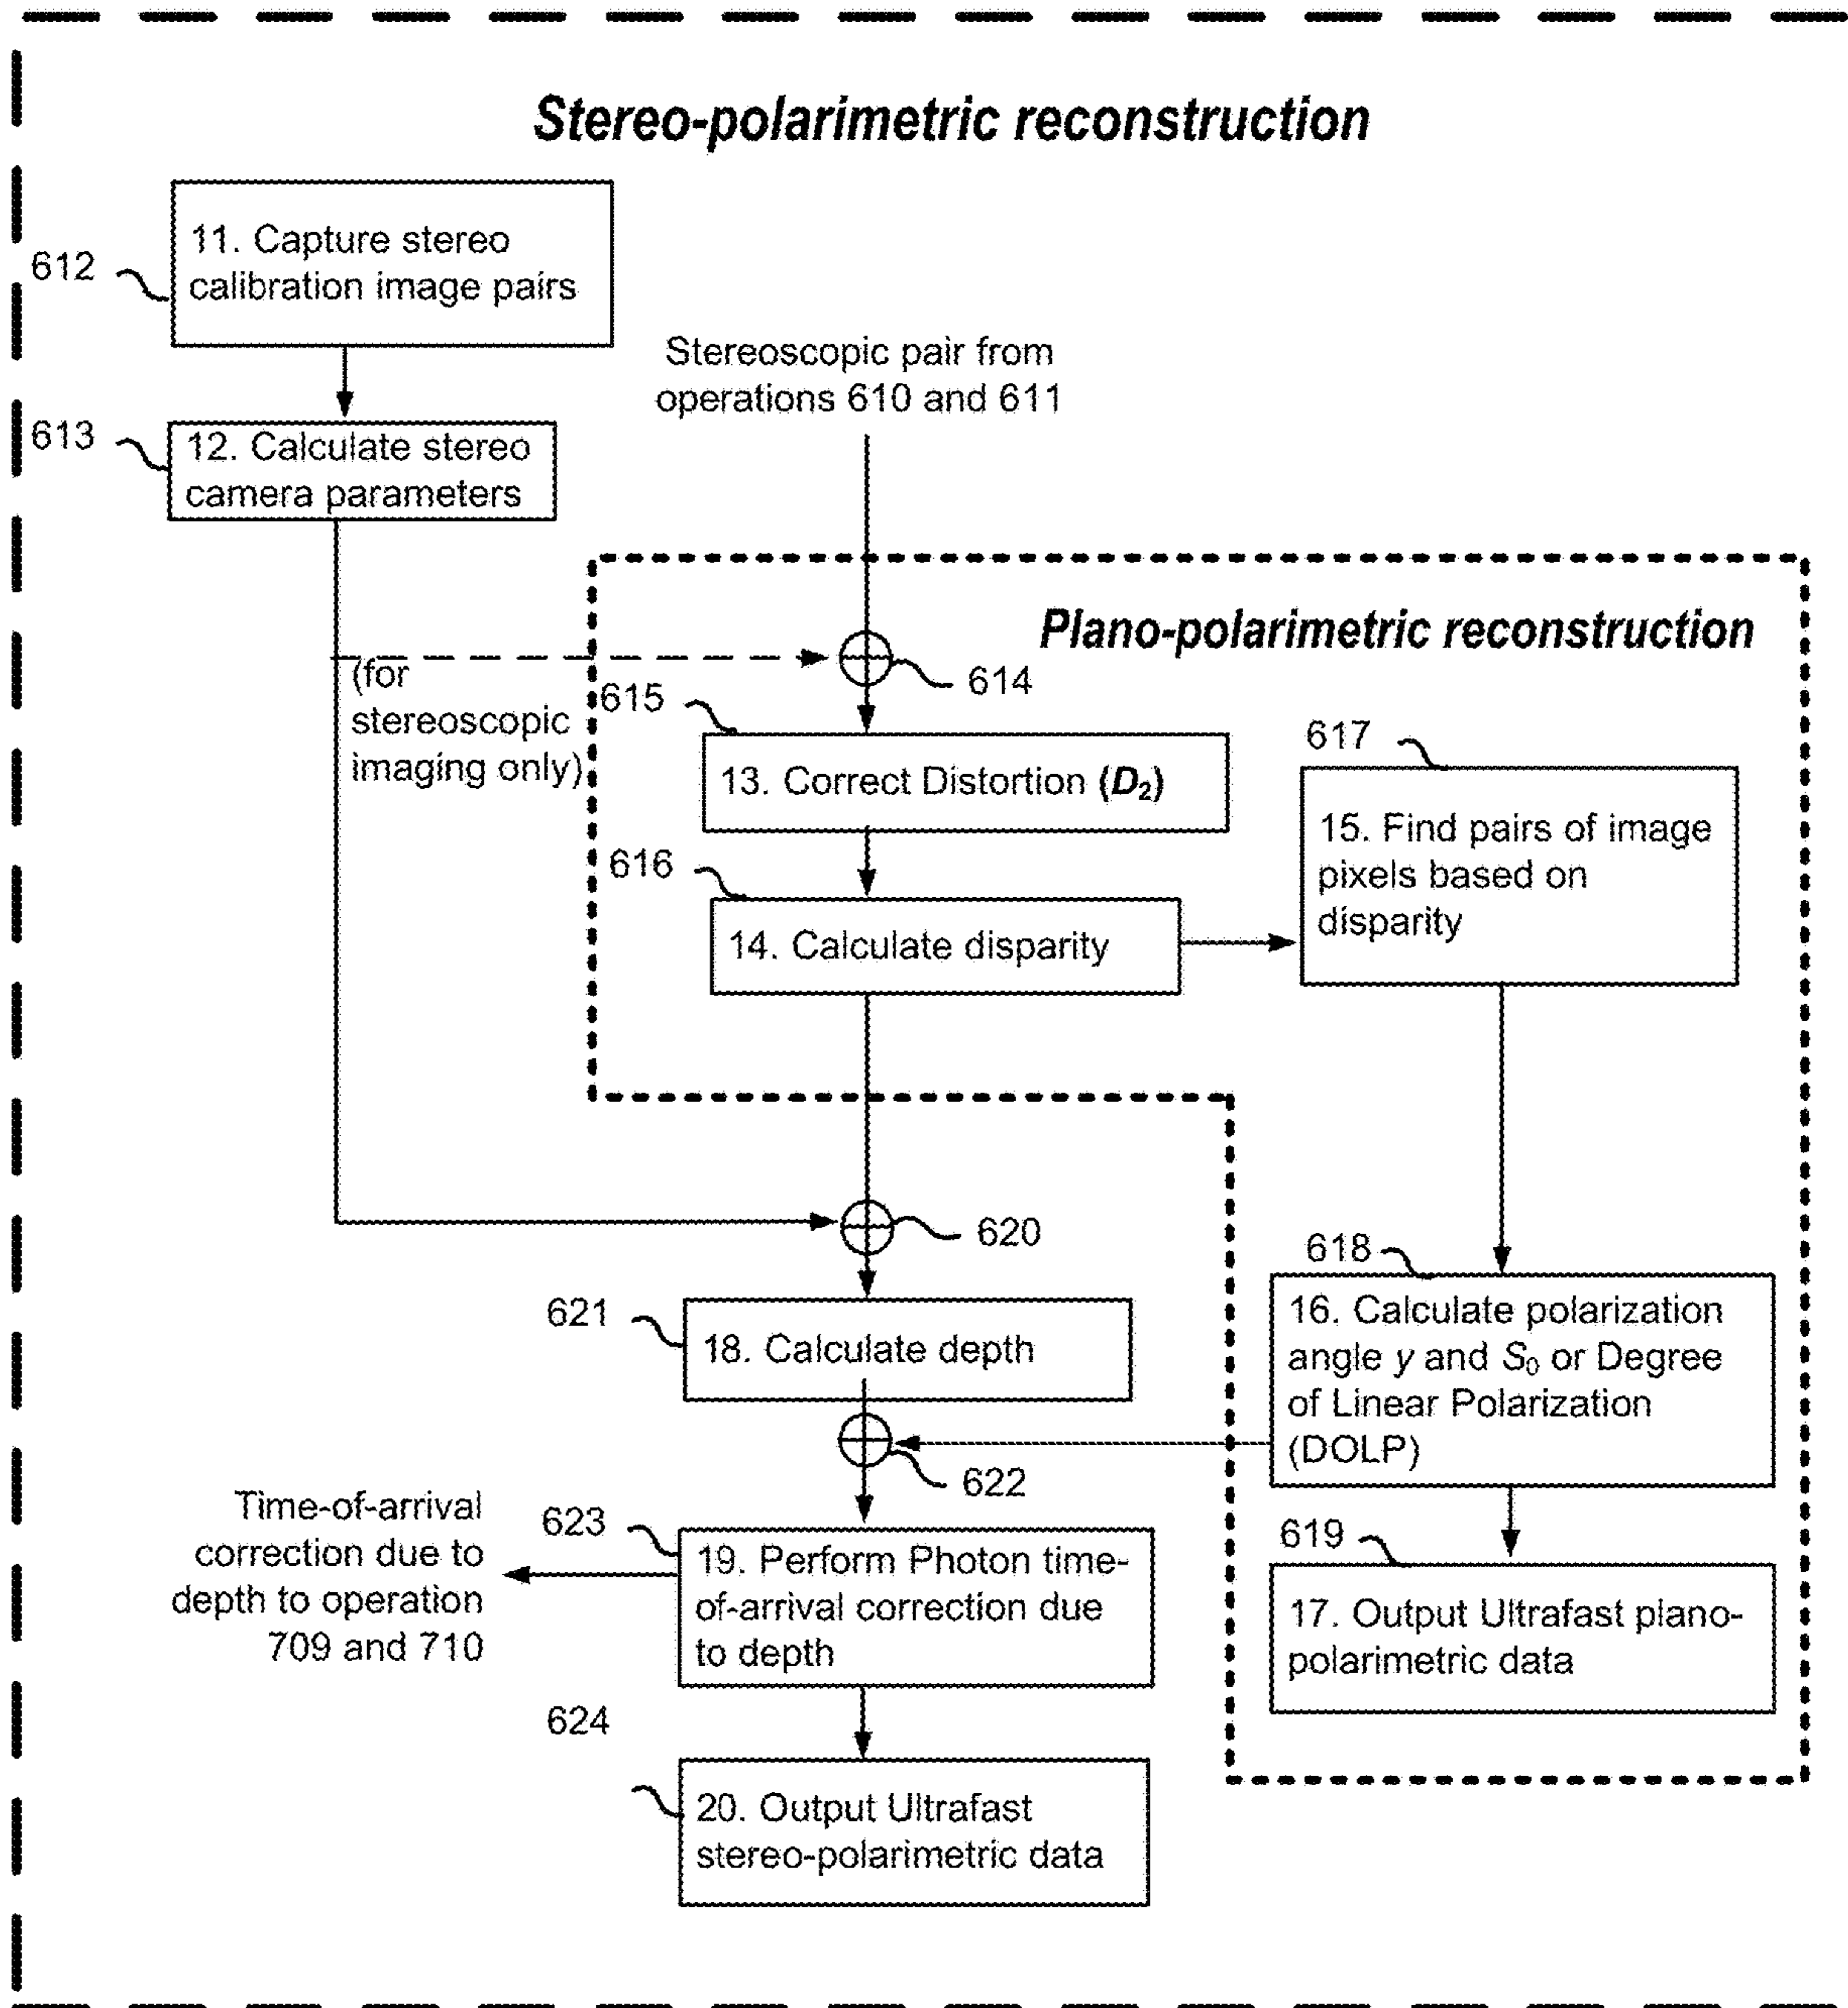 Stereo-polarimetric reconstruction
11. Capture stereo
calibration image pairs
612
Stereoscopic pair from
operations 610 and 611
613
12. Calculate stereo
camera parameters
Plano-polarimetric reconstruction
(for
stereoscopic
imaging only)
614
615
13. Correct Distortion (D2)
617
15. Find pairs of image
pixels based on
disparity
616
14. Calculate disparity
620
618
16. Calculate polarization
angle y and S0 or Degree
of Linear Polarization
(DOLP)
621
18. Calculate depth
622
Time-of-arrival
correction due to
depth to operation
709 and 710
623
19. Perform Photon time-
of-arrival correction due
to depth
619
17. Output Ultrafast plano-
polarimetric data
624
20. Output Ultrafast
stereo-polarimetric data